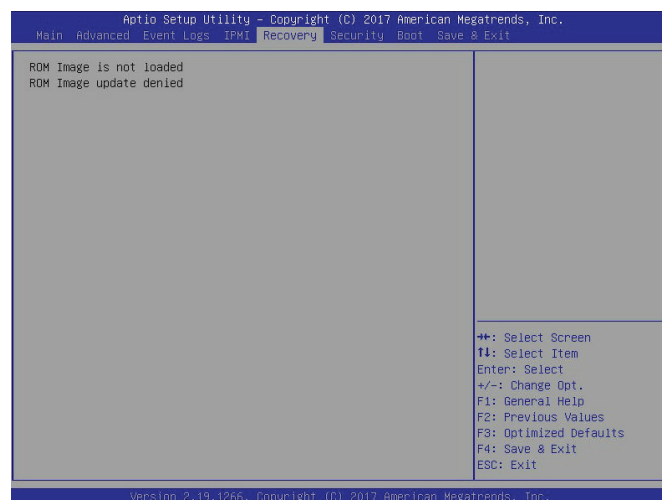 Aptio Setup Utility – Copyright (C) 2017 American Megatrends, Inc.
Main Advanced Event Logs IPMI Recovery Security Boot Save & Exit
ROM Image is not loaded
ROM Image update denied
→←: Select Screen
↑↓: Select Item
Enter: Select
+/-: Change Opt.
F1: General Help
F2: Previous Values
F3: Optimized Defaults
F4: Save & Exit
ESC: Exit
Version 2.19.1266. Copyright (C) 2017 American Megatrends, Inc.